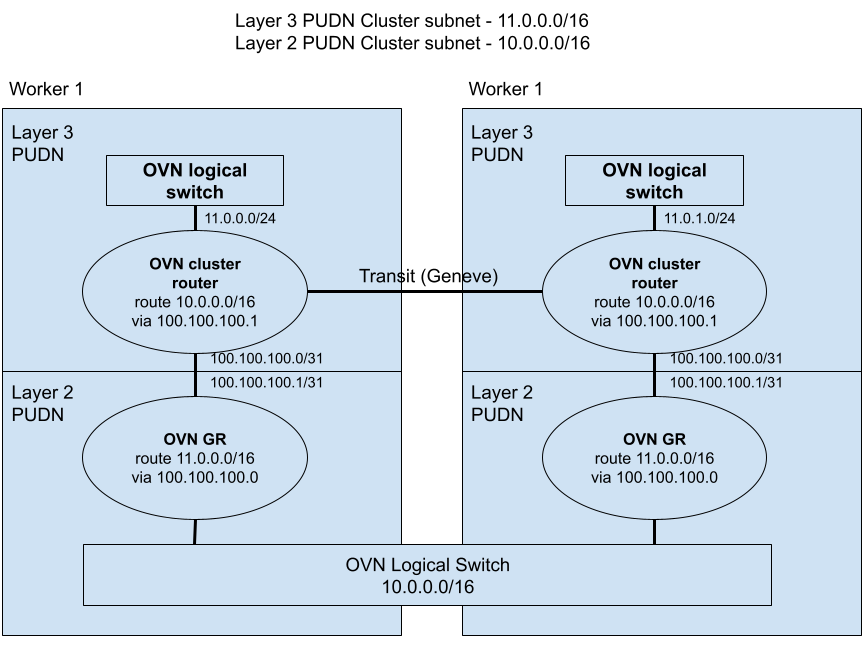 Layer 3 PUDN Cluster subnet - 11.0.0.0/16
Layer 2 PUDN Cluster subnet - 10.0.0.0/16
Worker 1
Layer 3
PUDN
OVN logical
switch
11.0.0.0/24
OVN cluster
router
route 10.0.0.0/16
via 100.100.100.1
100.100.100.0/31
100.100.100.1/31
Layer 2
PUDN
OVN GR
route 11.0.0.0/16
via 100.100.100.0
Transit (Geneve)
Worker 1
Layer 3
PUDN
OVN logical
switch
11.0.1.0/24
OVN cluster
router
route 10.0.0.0/16
via 100.100.100.1
100.100.100.0/31
100.100.100.1/31
Layer 2
PUDN
OVN GR
route 11.0.0.0/16
via 100.100.100.0
OVN Logical Switch
10.0.0.0/16